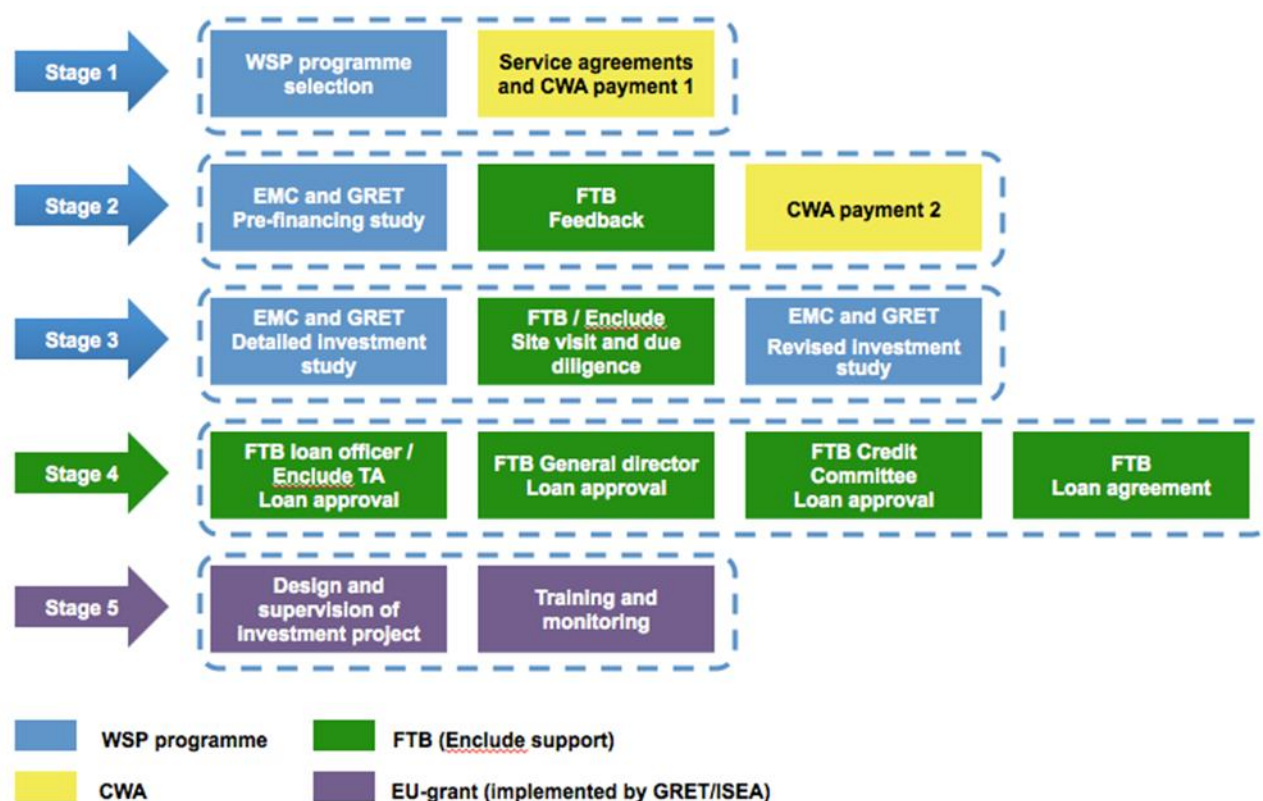 Stage 1
WSP programme
selection
Service agreements
and CWA payment 1
Stage 2
EMC and GRET
Pre-financing study
FTB
Feedback
CWA payment 2
Stage 3
EMC and GRET
Detailed investment
study
FTB / Enclude
Site visit and due
diligence
EMC and GRET
Revised investment
study
Stage 4
FTB loan officer /
Enclude TA
Loan approval
FTB General director
Loan approval
FTB Credit
Committee
Loan approval
FTB
Loan agreement
Stage 5
Design and
supervision of
investment project
Training and
monitoring
WSP programme
FTB (Enclude support)
CWA
EU-grant (implemented by GRET/ISEA)